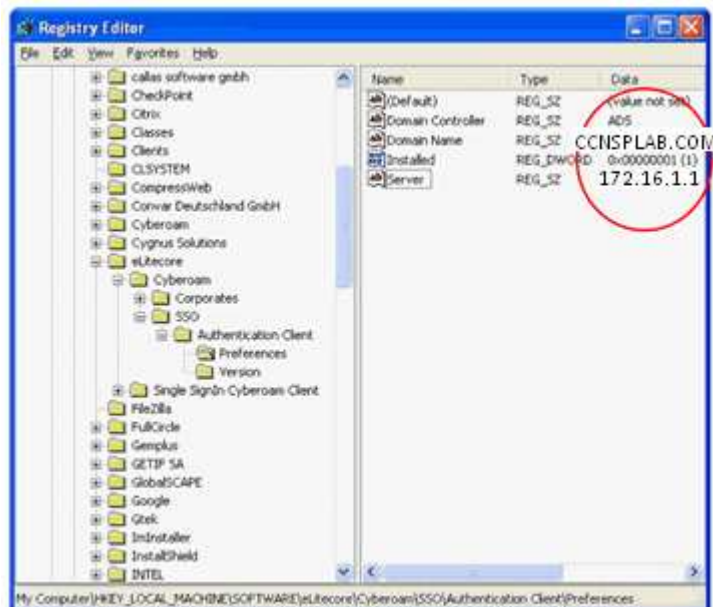 Registry Editor
File Edit View Favorites Help
callas software gmbh
CheckPoint
Citrix
Classes
Clients
CLSYSTEM
CompressWeb
Convar Deutschland GmbH
Cyberoam
Cygnus Solutions
eLitecore
Cyberoam
Corporates
SSO
Authentication Client
Preferences
Version
Single SignIn Cyberoam Client
FileZilla
FullCircle
Gemplus
GETIF SA
GlobalSCAPE
Google
Gtek
ImInstaller
InstallShield
INTEL
Name Type Data
(Default) REG_SZ (value not set)
Domain Controller REG_SZ ADS
Domain Name REG_SZ CCNSPLAB.COM
Installed REG_DWORD 0x00000001 (1)
Server REG_SZ 172.16.1.1
My Computer\HKEY_LOCAL_MACHINE\SOFTWARE\eLitecore\Cyberoam\SSO\Authentication Client\Preferences